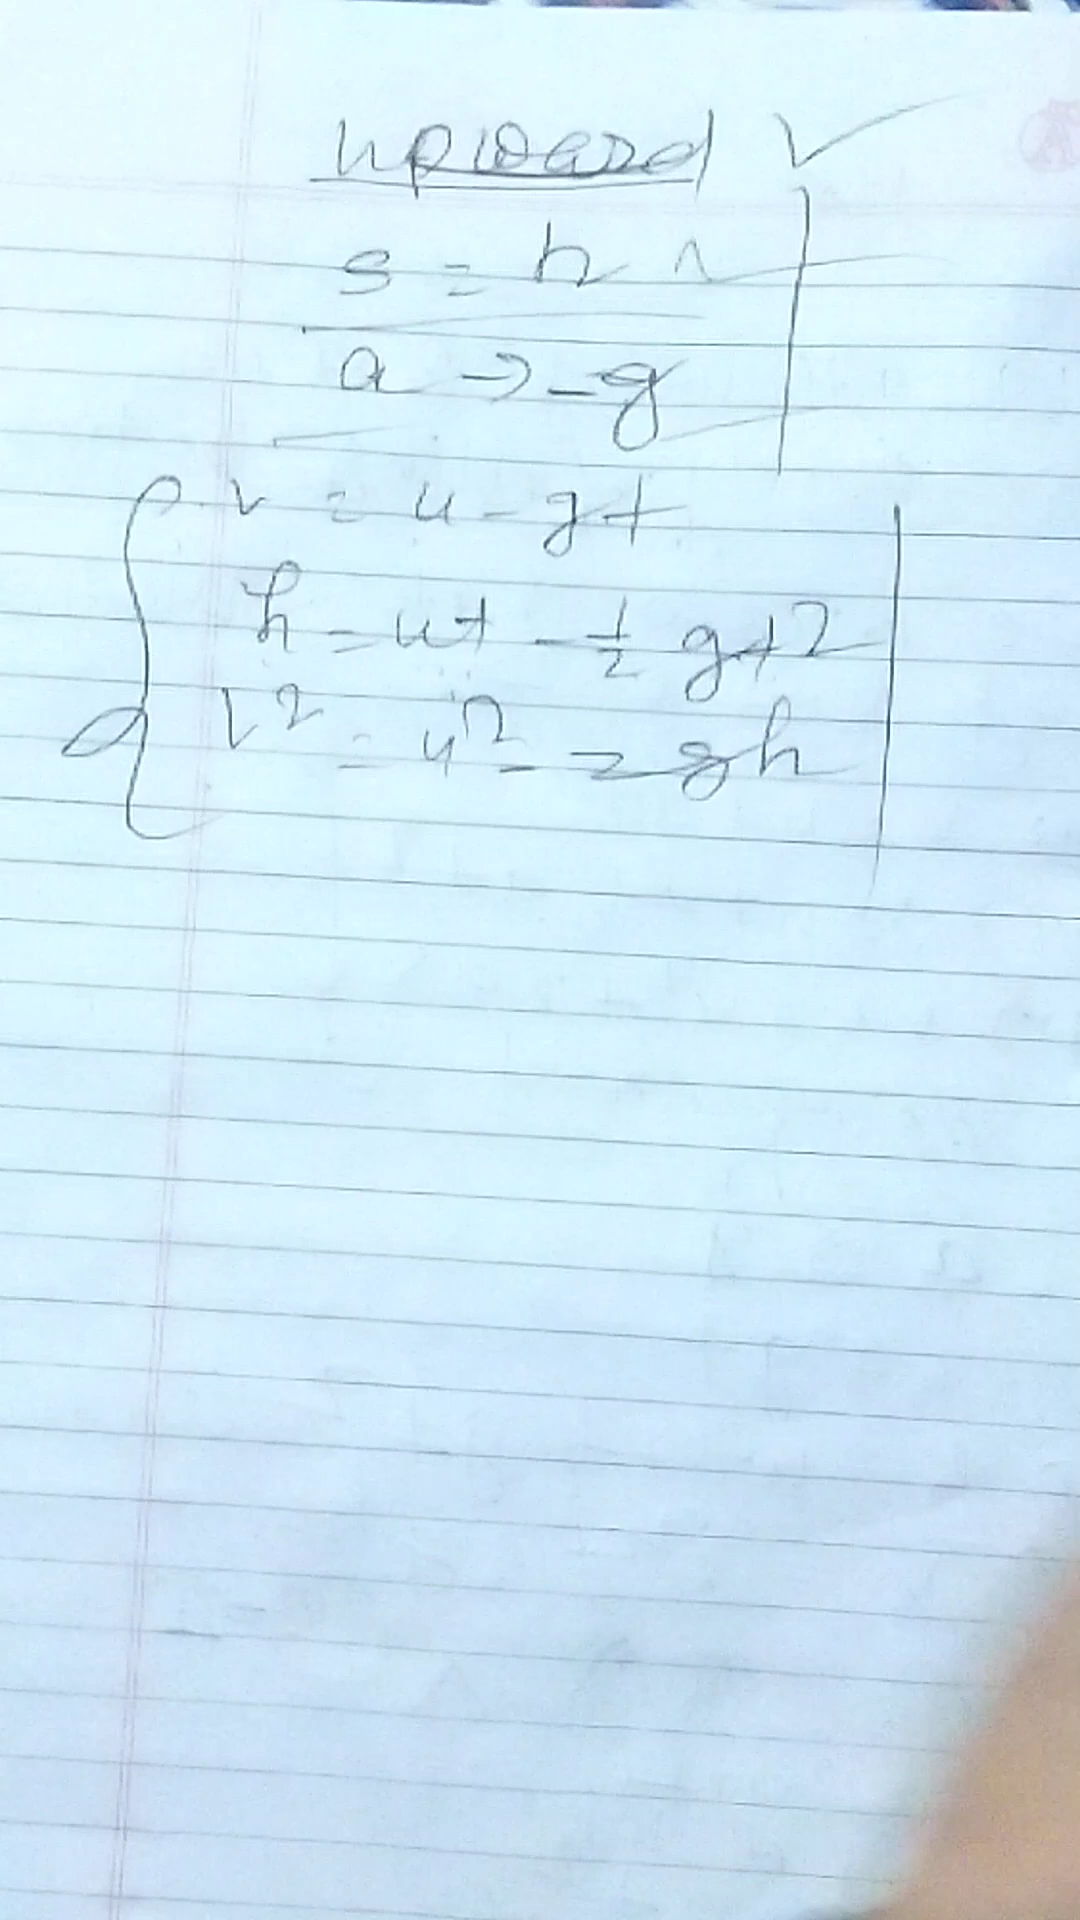 upward ✓
s = h
a → -g
v = u - gt
h = ut - 1/2 gt2
v² = u² - 2gh